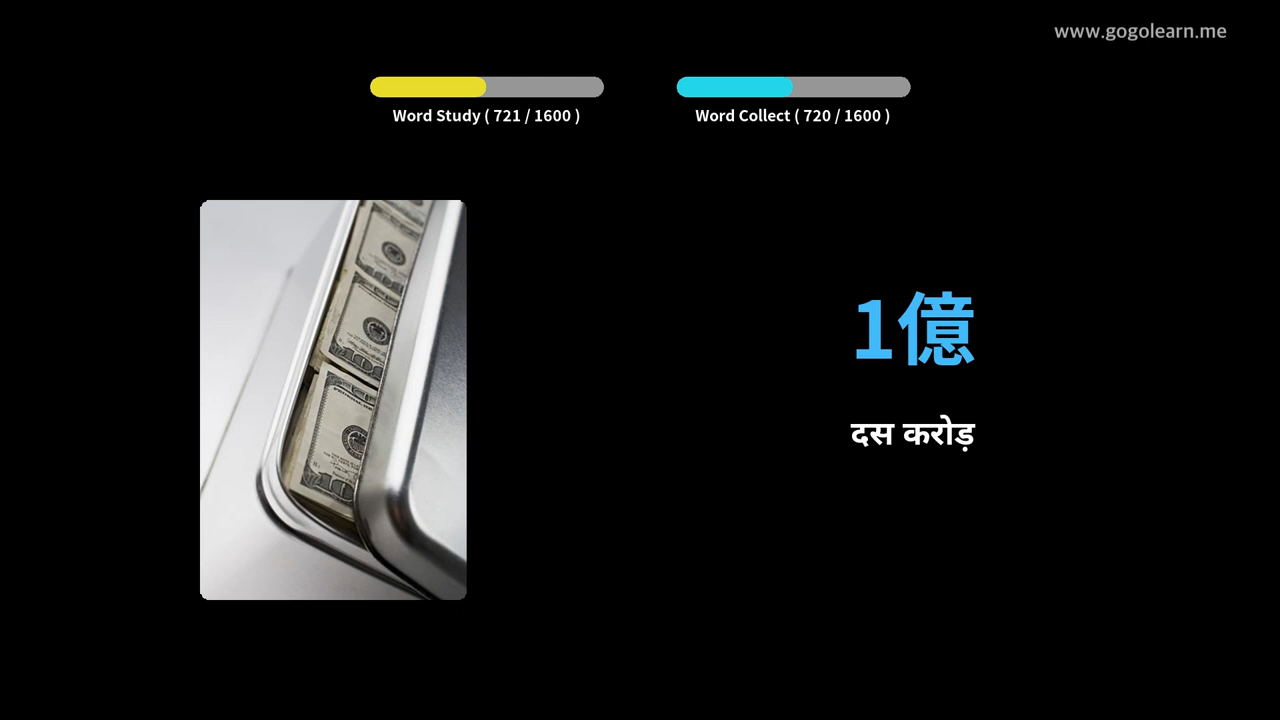 www.gogolearn.me
Word Study ( 721 / 1600 )
Word Collect ( 720 / 1600 )
1億
दस करोड़